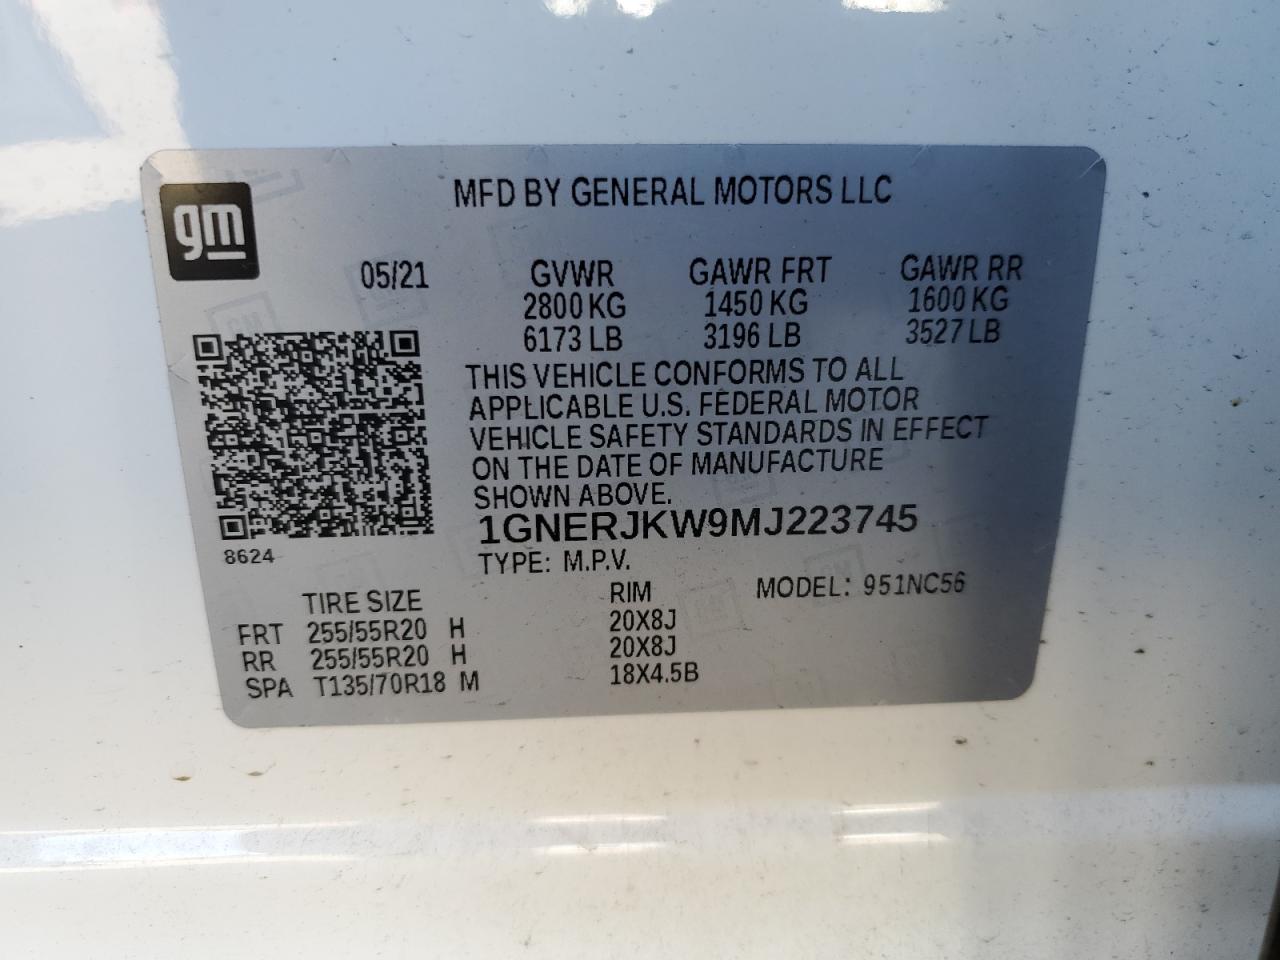 gm
MFD BY GENERAL MOTORS LLC
05/21 GVWR GAWR FRT GAWR RR
2800 KG 1450 KG 1600 KG
6173 LB 3196 LB 3527 LB
THIS VEHICLE CONFORMS TO ALL
APPLICABLE U.S. FEDERAL MOTOR
VEHICLE SAFETY STANDARDS IN EFFECT
ON THE DATE OF MANUFACTURE
SHOWN ABOVE.
1GNERJKW9MJ223745
8624
TYPE: M.P.V.
TIRE SIZE RIM MODEL: 951NC56
FRT 255/55R20 H 20X8J
RR 255/55R20 H 20X8J
SPA T135/70R18 M 18X4.5B